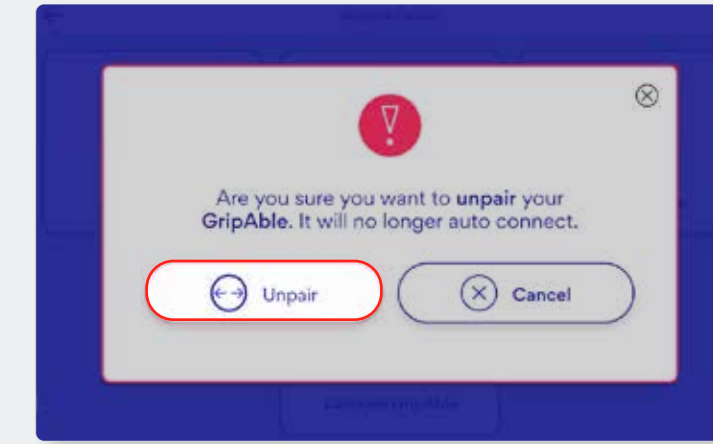 Are you sure you want to unpair your
GripAble. It will no longer auto connect.
Unpair
Cancel